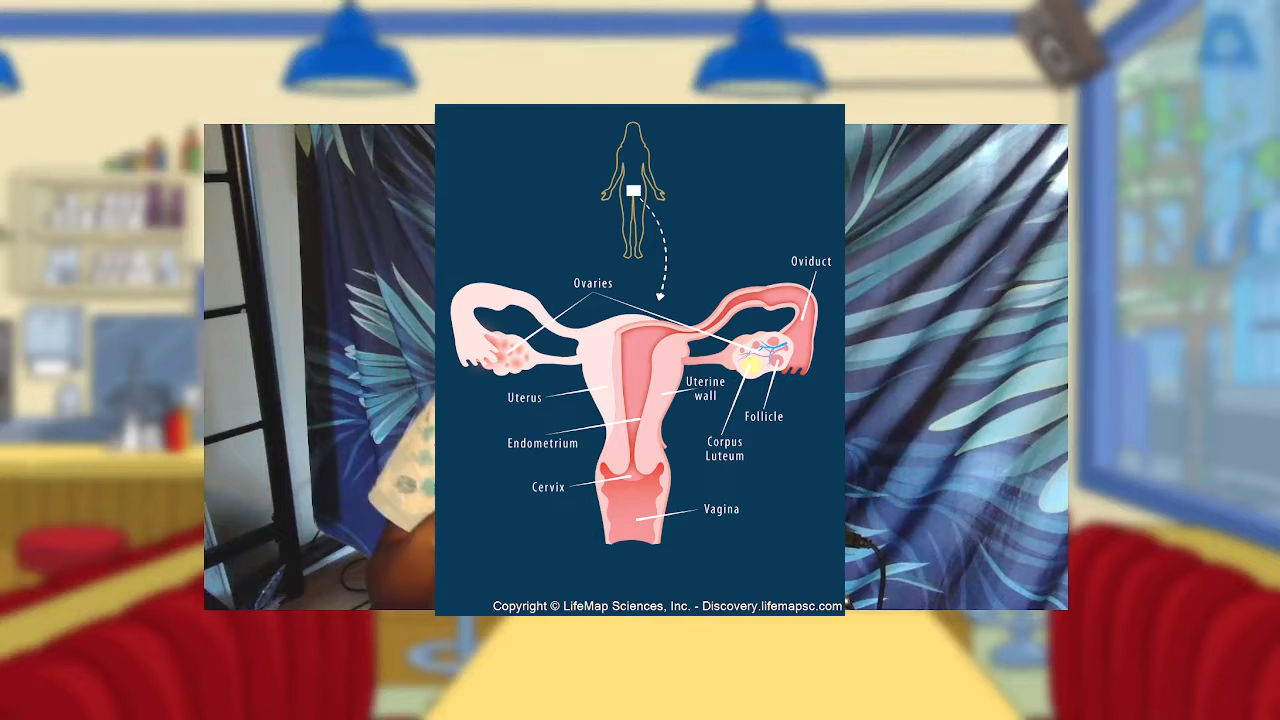 Oviduct
Ovaries
Uterus
Uterine
wall
Follicle
Endometrium
Corpus
Luteum
Cervix
Vagina
Copyright © LifeMap Sciences, Inc. - Discovery.lifemapsc.com